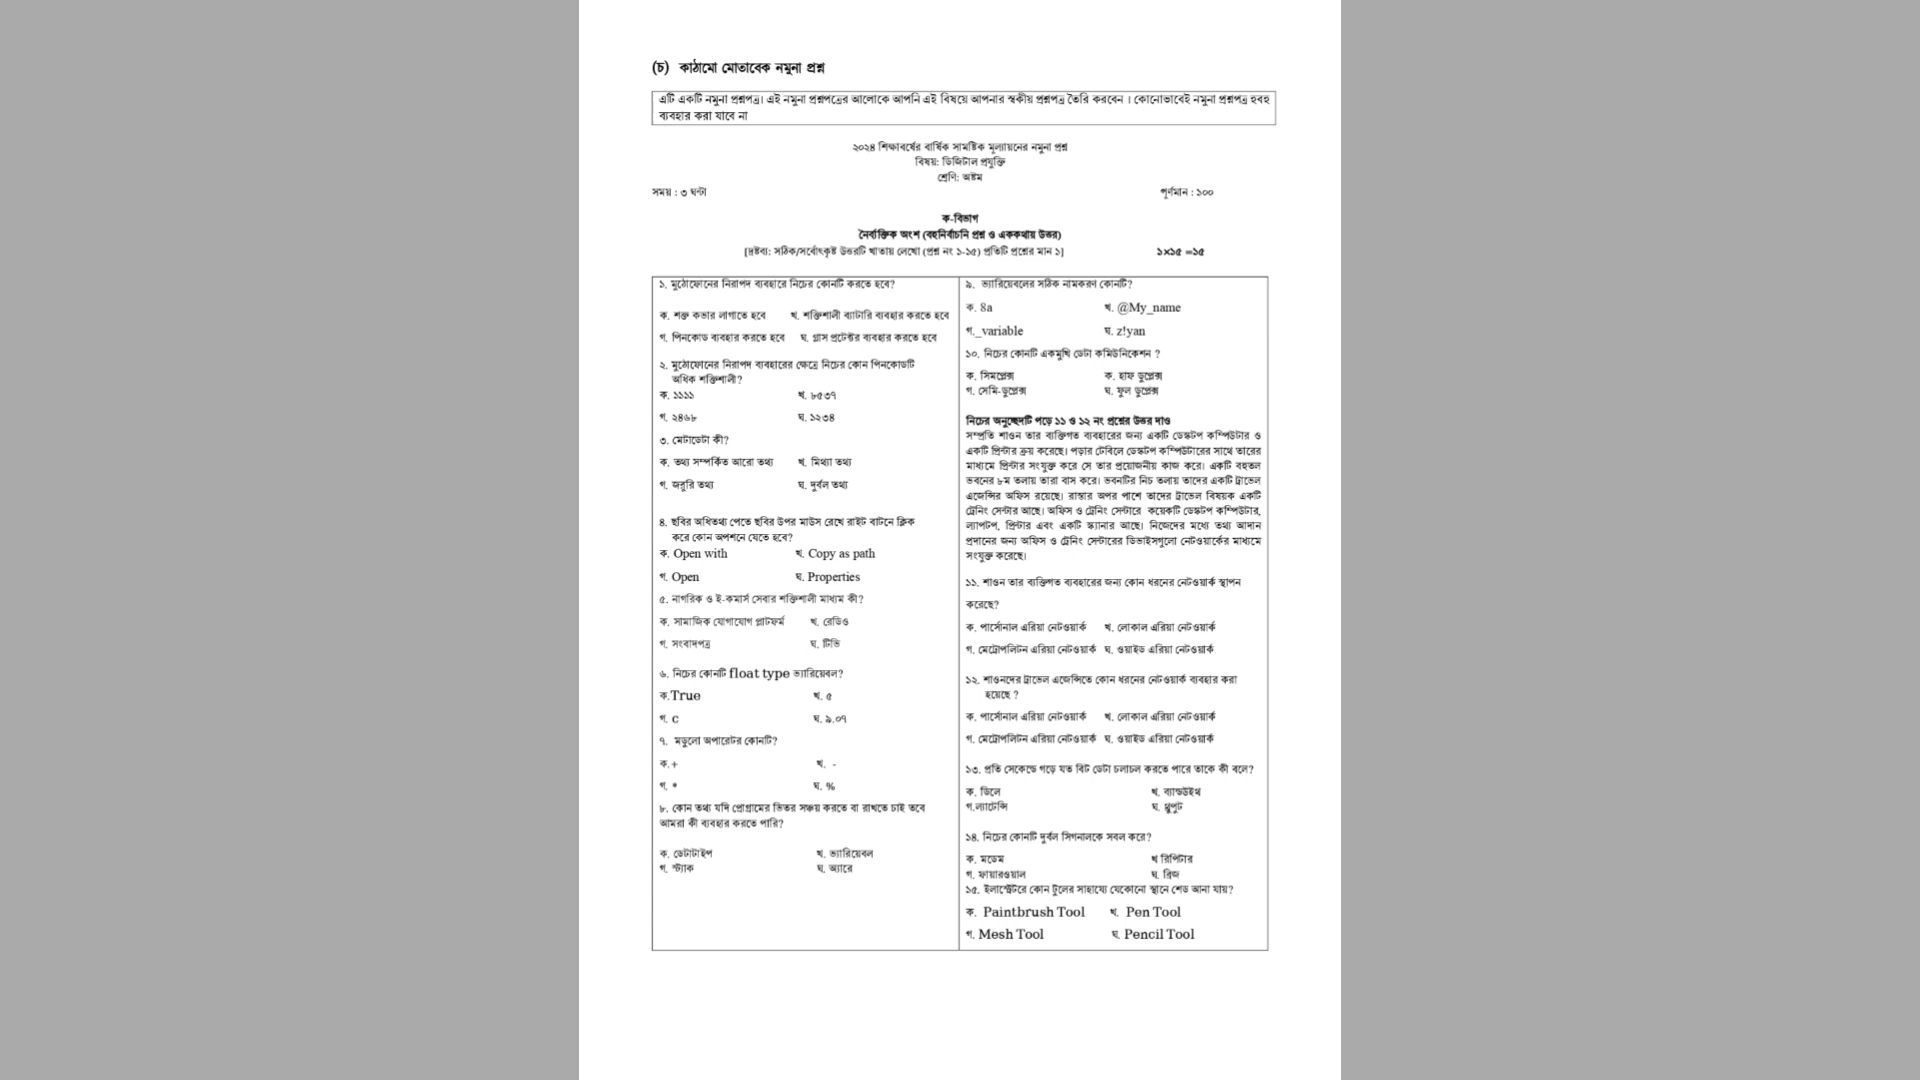 (চ) কাঠামো মোতাবেক নমুনা প্রশ্ন
এটি একটি নমুনা প্রশ্নপত্র। এই নমুনা প্রশ্নপত্রের আলোকে আপনি এই বিষয়ে আপনার স্বকীয় প্রশ্নপত্র তৈরি করবেন । কোনোভাবেই নমুনা প্রশ্নপত্র হুবহু
ব্যবহার করা যাবে না
২০২৪ শিক্ষাবর্ষের বার্ষিক সামষ্টিক মূল্যায়নের নমুনা প্রশ্ন
বিষয়: ডিজিটাল প্রযুক্তি
শ্রেণি: অষ্টম
সময় : ৩ ঘন্টা পূর্ণমান : ১০০
ক-বিভাগ
নৈর্ব্যক্তিক অংশ (বহুনির্বাচনি প্রশ্ন ও এককথায় উত্তর)
[দ্রষ্টব্য: সঠিক/সর্বোৎকৃষ্ট উত্তরটি খাতায় লেখো (প্রশ্ন নং ১-১৫) প্রতিটি প্রশ্নের মান ১] ১×১৫ =১৫
১. মুঠোফোনের নিরাপদ ব্যবহারে নিচের কোনটি করতে হবে?
ক. শক্ত কভার লাগাতে হবে খ. শক্তিশালী ব্যাটারি ব্যবহার করতে হবে
গ. পিনকোড ব্যবহার করতে হবে ঘ. গ্লাস প্রটেক্টর ব্যবহার করতে হবে
২. মুঠোফোনের নিরাপদ ব্যবহারের ক্ষেত্রে নিচের কোন পিনকোডটি
অধিক শক্তিশালী?
ক. ১১১১ খ. ৮৫৩৭
গ. ২৪৬৮ ঘ. ১২৩৪
৩. মেটাডেটা কী?
ক. তথ্য সম্পর্কিত আরো তথ্য খ. মিথ্যা তথ্য
গ. জরুরি তথ্য ঘ. দুর্বল তথ্য
৪. ছবির অধিতথ্য পেতে ছবির উপর মাউস রেখে রাইট বাটনে ক্লিক
করে কোন অপশনে যেতে হবে?
ক. Open with খ. Copy as path
গ. Open ঘ. Properties
৫. নাগরিক ও ই-কমার্স সেবার শক্তিশালী মাধ্যম কী?
ক. সামাজিক যোগাযোগ প্লাটফর্ম খ. রেডিও
গ. সংবাদপত্র ঘ. টিভি
৬. নিচের কোনটি float type ভ্যারিয়েবল?
ক.True খ. ৫
গ. c ঘ. ৯.০৭
৭. মডুলো অপারেটর কোনটি?
ক.+ খ. -
গ. * ঘ. %
৮. কোন তথ্য যদি প্রোগ্রামের ভিতর সঞ্চয় করতে বা রাখতে চাই তবে
আমরা কী ব্যবহার করতে পারি?
ক. ডেটাটাইপ খ. ভ্যারিয়েবল
গ. স্ট্যাক ঘ. অ্যারে
৯. ভ্যারিয়েবলের সঠিক নামকরণ কোনটি?
ক. 8a খ. @My_name
গ._variable ঘ. z!yan
১০. নিচের কোনটি একমুখি ডেটা কমিউনিকেশন ?
ক. সিমপ্লেক্স ক. হাফ ডুপ্লেক্স
গ. সেমি-ডুপ্লেক্স ঘ. ফুল ডুপ্লেক্স
নিচের অনুচ্ছেদটি পড়ে ১১ ও ১২ নং প্রশ্নের উত্তর দাও
সম্প্রতি শাওন তার ব্যক্তিগত ব্যবহারের জন্য একটি ডেস্কটপ কম্পিউটার ও
একটি প্রিন্টার ক্রয় করেছে। পড়ার টেবিলে ডেস্কটপ কম্পিউটারের সাথে তারের
মাধ্যমে প্রিন্টার সংযুক্ত করে সে তার প্রয়োজনীয় কাজ করে। একটি বহুতল
ভবনের ৮ম তলায় তারা বাস করে। ভবনটির নিচ তলায় তাদের একটি ট্রাভেল
এজেন্সির অফিস রয়েছে। রাস্তার অপর পাশে তাদের ট্রাভেল বিষয়ক একটি
ট্রেনিং সেন্টার আছে। অফিস ও ট্রেনিং সেন্টারে কয়েকটি ডেস্কটপ কম্পিউটার,
ল্যাপটপ, প্রিন্টার এবং একটি স্ক্যানার আছে। নিজেদের মধ্যে তথ্য আদান
প্রদানের জন্য অফিস ও ট্রেনিং সেন্টারের ডিভাইসগুলো নেটওয়ার্কের মাধ্যমে
সংযুক্ত করেছে।
১১. শাওন তার ব্যক্তিগত ব্যবহারের জন্য কোন ধরনের নেটওয়ার্ক স্থাপন
করেছে?
ক. পার্সোনাল এরিয়া নেটওয়ার্ক খ. লোকাল এরিয়া নেটওয়ার্ক
গ. মেট্রোপলিটন এরিয়া নেটওয়ার্ক ঘ. ওয়াইড এরিয়া নেটওয়ার্ক
১২. শাওনদের ট্রাভেল এজেন্সিতে কোন ধরনের নেটওয়ার্ক ব্যবহার করা
হয়েছে ?
ক. পার্সোনাল এরিয়া নেটওয়ার্ক খ. লোকাল এরিয়া নেটওয়ার্ক
গ. মেট্রোপলিটন এরিয়া নেটওয়ার্ক ঘ. ওয়াইড এরিয়া নেটওয়ার্ক
১৩. প্রতি সেকেন্ডে গড়ে যত বিট ডেটা চলাচল করতে পারে তাকে কী বলে?
ক. ডিলে খ. ব্যান্ডউইথ
গ.ল্যাটেন্সি ঘ. থ্রুপুট
১৪. নিচের কোনটি দুর্বল সিগনালকে সবল করে?
ক. মডেম খ রিপিটার
গ. ফায়ারওয়াল ঘ. ব্রিজ
১৫. ইলাস্ট্রেটরে কোন টুলের সাহায্যে যেকোনো স্থানে শেড আনা যায়?
ক. Paintbrush Tool খ. Pen Tool
গ. Mesh Tool ঘ. Pencil Tool